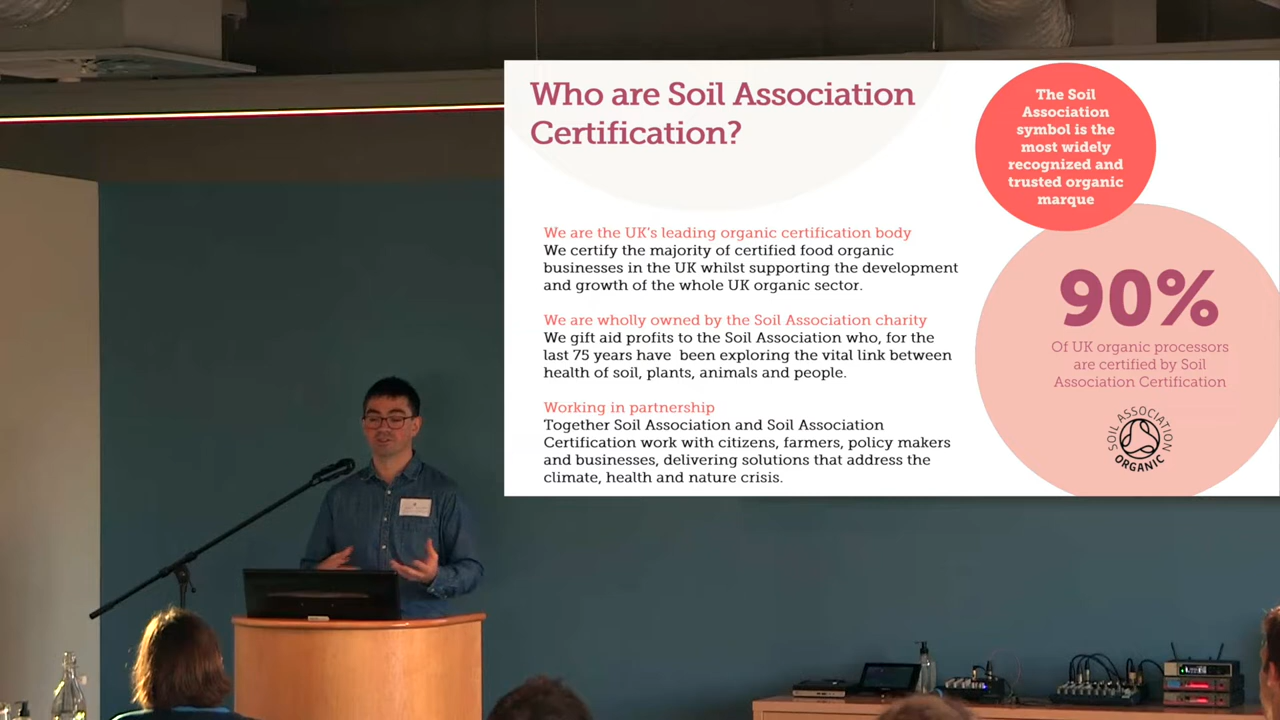 Who are Soil Association
Certification?
The Soil
Association
symbol is the
most widely
recognized and
trusted organic
marque
We are the UK's leading organic certification body
We certify the majority of certified food organic
businesses in the UK whilst supporting the development
and growth of the whole UK organic sector.
We are wholly owned by the Soil Association charity
We gift aid profits to the Soil Association who, for the
last 75 years have  been exploring the vital link between
health of soil, plants, animals and people.
Working in partnership
Together Soil Association and Soil Association
Certification work with citizens, farmers, policy makers
and businesses, delivering solutions that address the
climate, health and nature crisis.
90%
Of UK organic processors
are certified by Soil
Association Certification
SOIL ASSOCIATION
ORGANIC